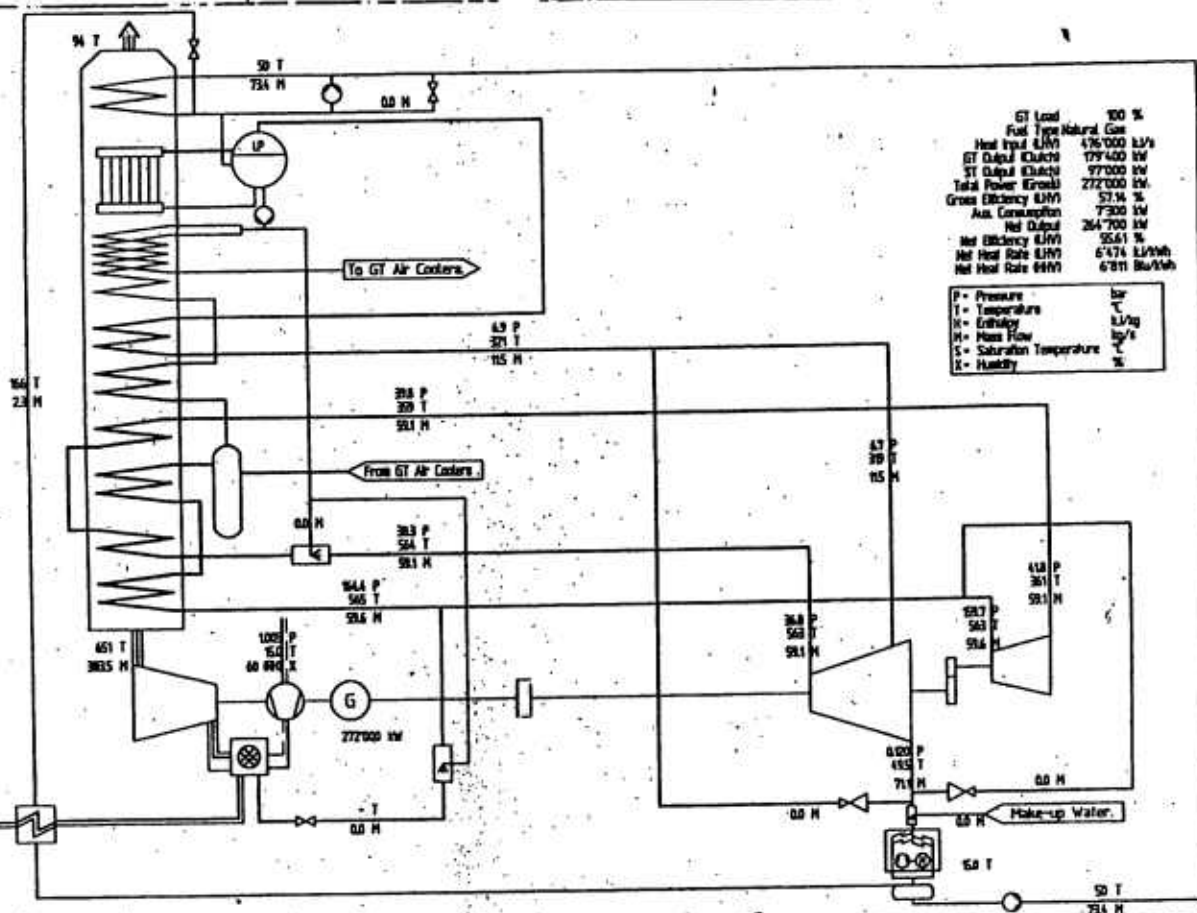 94 T
50 T
73.4 M
0.0 M
LP
To GT Air Coolers.
GT Load 100 %
Fuel Type Natural Gas
Heat Input (LHV) 476'000 kJ/s
GT Output (Clutch) 179'400 kW
ST Output (Clutch) 97'000 kW
Total Power (Gross) 272'000 kW.
Gross Efficiency (LHV) 57.14 %
Aux. Consumption 7'300 kW
Net Output 264'700 kW
Net Efficiency (LHV) 55.61 %
Net Heat Rate (LHV) 6'474 kJ/kWh
Net Heat Rate (HHV) 6'811 Btu/kWh
P= Pressure bar
T= Temperature °C
H= Enthalpy kJ/kg
M= Mass Flow kg/s
S= Saturation Temperature °C
X= Humidity %
6.9 P
11.5 M
166 T
2.3 M
39.8 P
359 T
59.1 M
6.7 P
319 T
11.5 M
From GT Air Coolers.
0.0 M
38.3 P
564 T
59.1 M
164.4 P
565 T
59.6 M
41.8 P
361 T
59.1 M
159.7 P
563 T
59.6 M
36.8 P
563 T
59.1 M
651 T
383.5 M
15.0 T
G
272'000 kW
0.120 P
49.5 T
71.1 M
0.0 M
0.0 M
0.0 M
Make-up Water.
- T
0.0 M
15.0 T
50 T
73.4 M